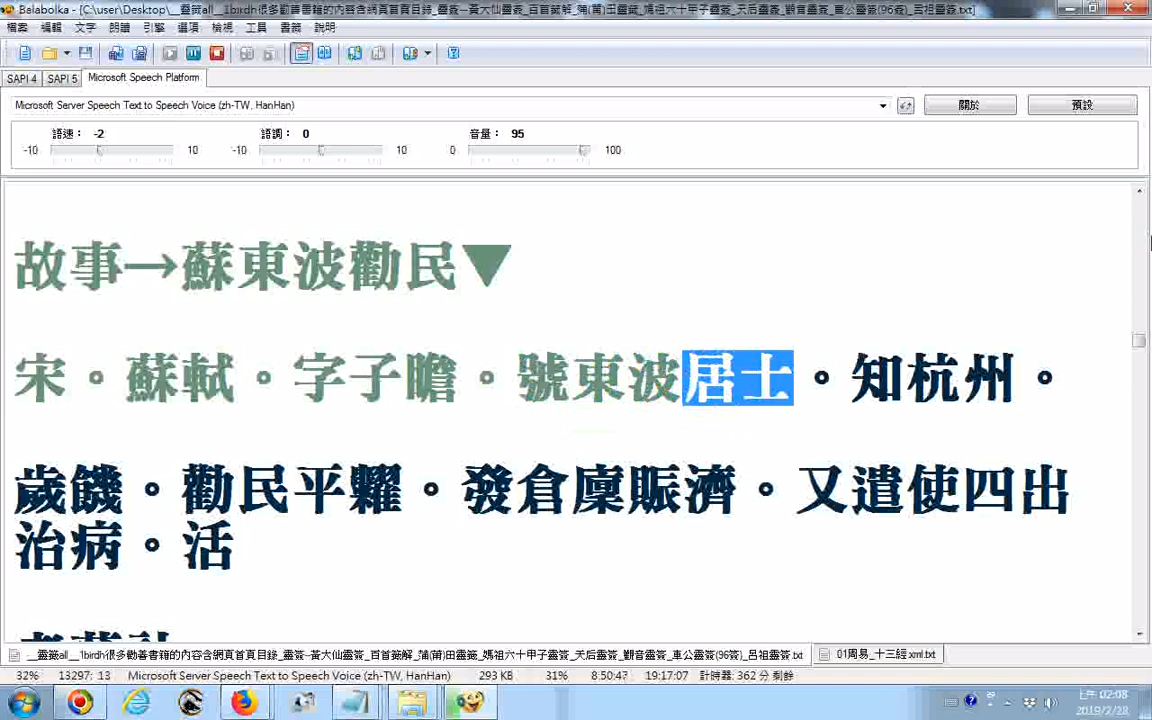 Balabolka - [C:\user\Desktop\__靈籤all__1birdh很多勸善書籍的內容含網頁首頁目錄_靈簽--黃大仙靈簽_百首籤解_蒲(莆)田靈籤_媽祖六十甲子靈簽_天后靈簽_觀音靈簽_車公靈簽(96簽)_呂祖靈簽.txt]
檔案 編輯 文字 朗讀 引擎 選項 檢視 工具 書籤 說明
SAPI 4 SAPI 5 Microsoft Speech Platform
Microsoft Server Speech Text to Speech Voice (zh-TW, HanHan) 關於 預設
語速： -2 語調： 0 音量： 95
-10 10 -10 10 0 100
故事→蘇東波勸民▼
宋。蘇軾。字子瞻。號東波居士。知杭州。
歲饑。勸民平糶。發倉廩賑濟。又遣使四出
治病。活
__靈籤all__1birdh很多勸善書籍的內容含網頁首頁目錄_靈簽--黃大仙靈簽_百首籤解_蒲(莆)田靈籤_媽祖六十甲子靈簽_天后靈簽_觀音靈簽_車公靈簽(96簽)_呂祖靈簽.txt 01周易_十三經xml.txt
32% 13297: 13 Microsoft Server Speech Text to Speech Voice (zh-TW, HanHan) 293 KB 31% 8:50:47 19:17:07 計時器: 362 分 剩餘
上午 02:08
2019/2/28